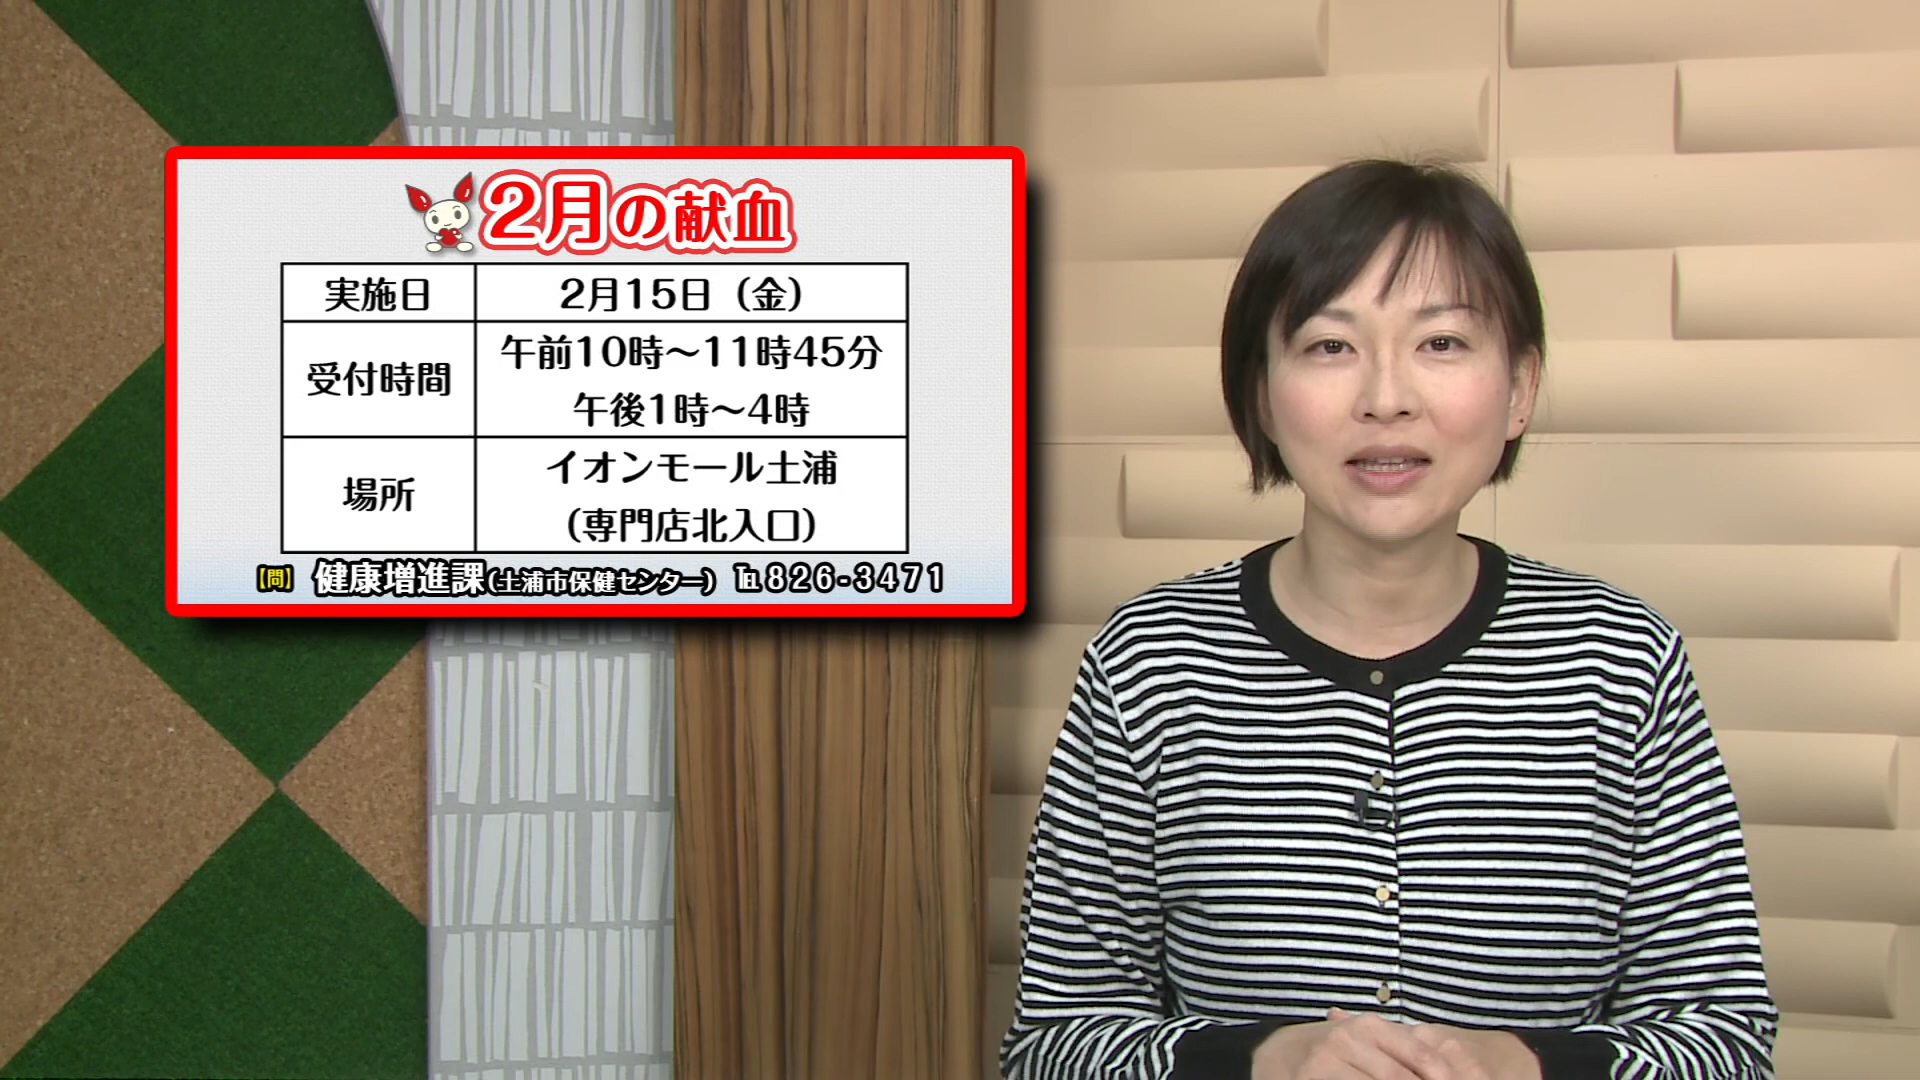 2月の献血
実施日 2月15日(金)
受付時間 午前10時～11時45分
午後1時～4時
場所 イオンモール土浦
(専門店北入口)
【問】 健康増進課(土浦市保健センター) ℡826-3471